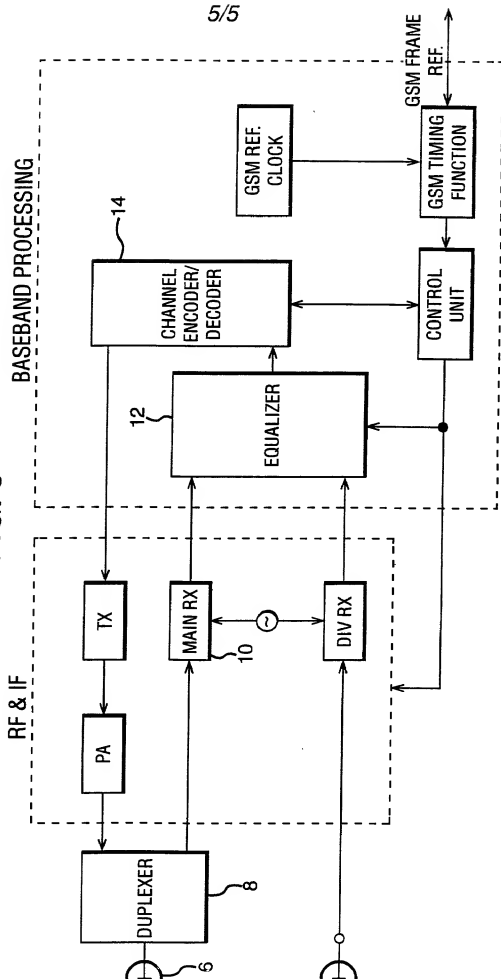 5/5
BASEBAND PROCESSING
GSM FRAME
REF.
GSM REF.
CLOCK
GSM TIMING
FUNCTION
14
CHANNEL
ENCODER/
DECODER
CONTROL
UNIT
12
EQUALIZER
RF & IF
TX
MAIN RX
10
DIV RX
PA
DUPLEXER
8
6